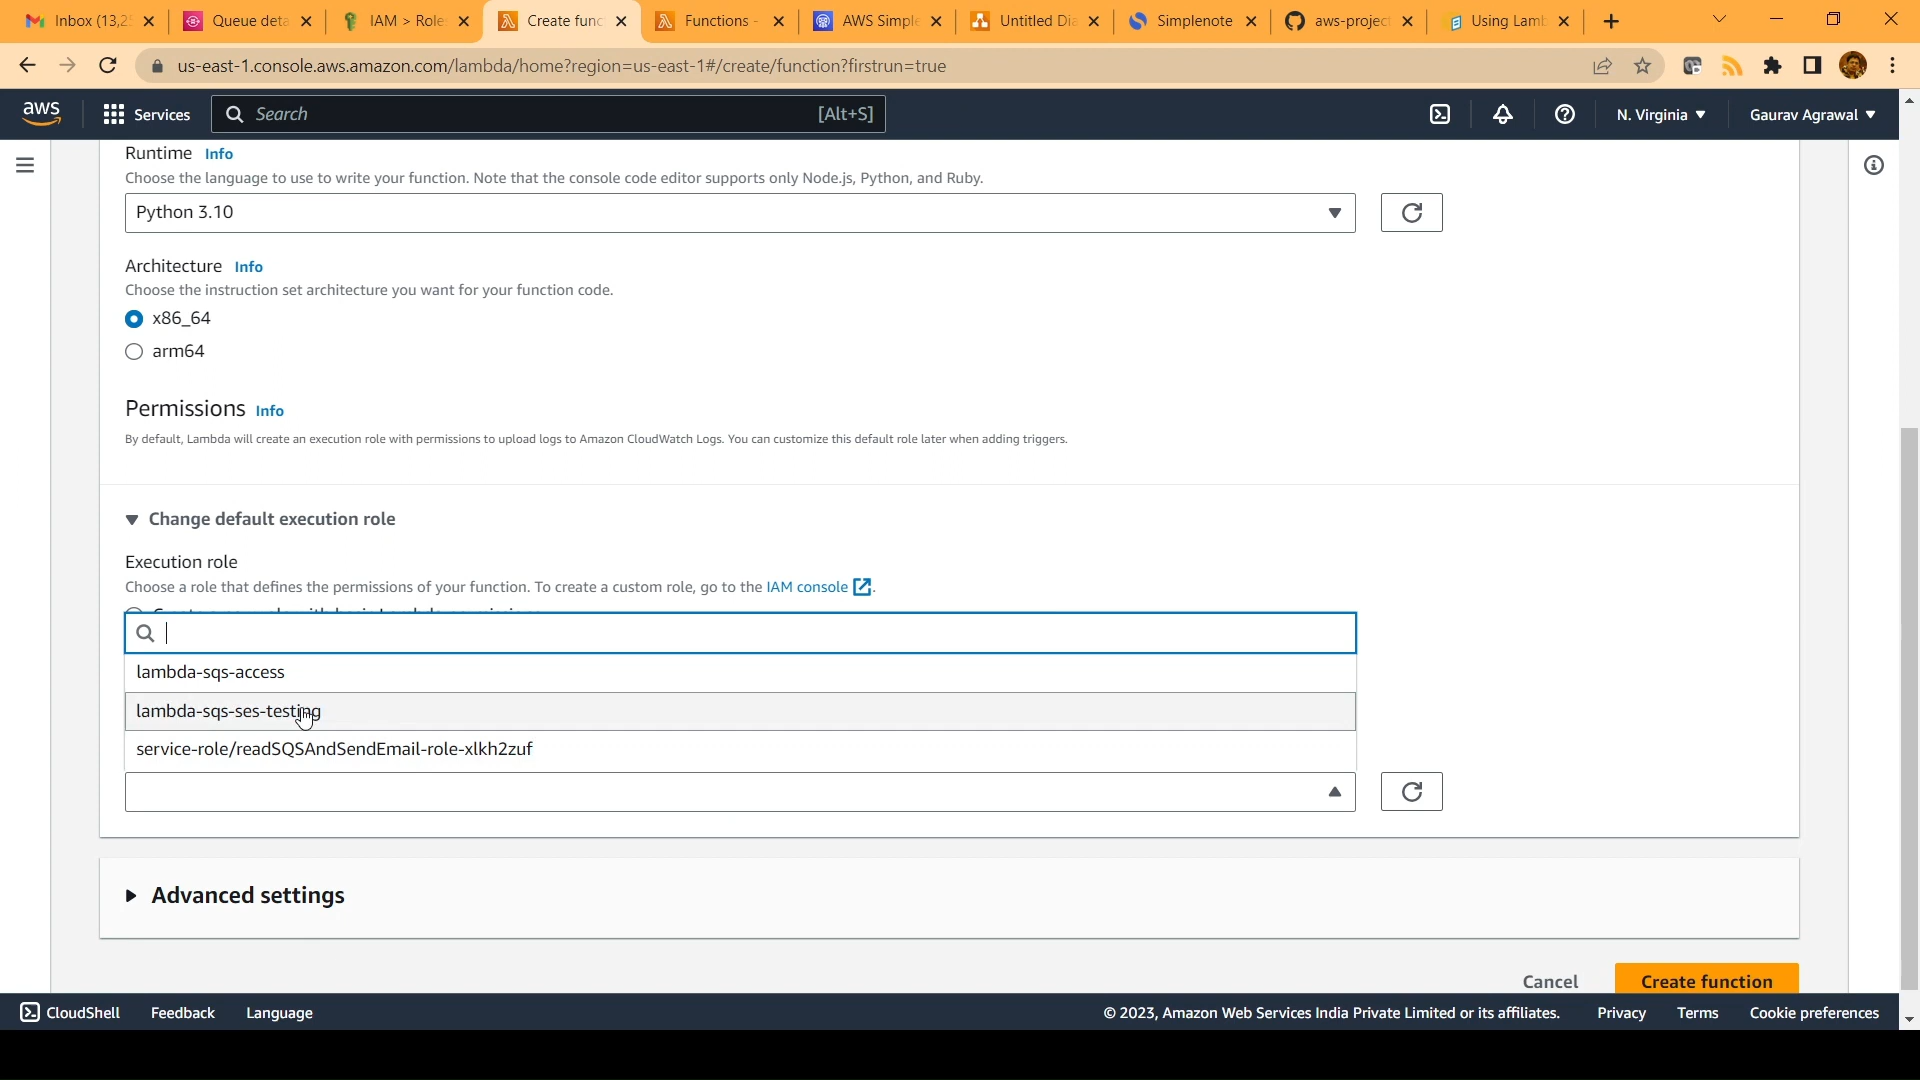 Inbox (13,2
Queue deta
IAM > Role
Create func
Functions -
AWS Simple
Untitled Dia
Simplenote
aws-project
Using Lamb
us-east-1.console.aws.amazon.com/lambda/home?region=us-east-1#/create/function?firstrun=true
aws
Services
Search
[Alt+S]
N. Virginia
Gaurav Agrawal
Runtime Info
Choose the language to use to write your function. Note that the console code editor supports only Node.js, Python, and Ruby.
Python 3.10
Architecture Info
Choose the instruction set architecture you want for your function code.
x86_64
arm64
Permissions Info
By default, Lambda will create an execution role with permissions to upload logs to Amazon CloudWatch Logs. You can customize this default role later when adding triggers.
Change default execution role
Execution role
Choose a role that defines the permissions of your function. To create a custom role, go to the IAM console.
lambda-sqs-access
lambda-sqs-ses-testing
service-role/readSQSAndSendEmail-role-xlkh2zuf
Advanced settings
Cancel
Create function
CloudShell
Feedback
Language
© 2023, Amazon Web Services India Private Limited or its affiliates.
Privacy
Terms
Cookie preferences